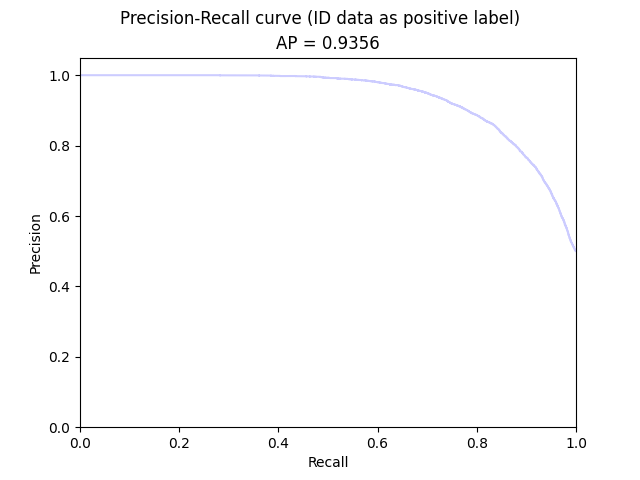 Precision-Recall curve (ID data as positive label)
AP = 0.9356
1.0
0.8
0.6
0.4
0.2
0.0
Precision
0.0 0.2 0.4 0.6 0.8 1.0
Recall